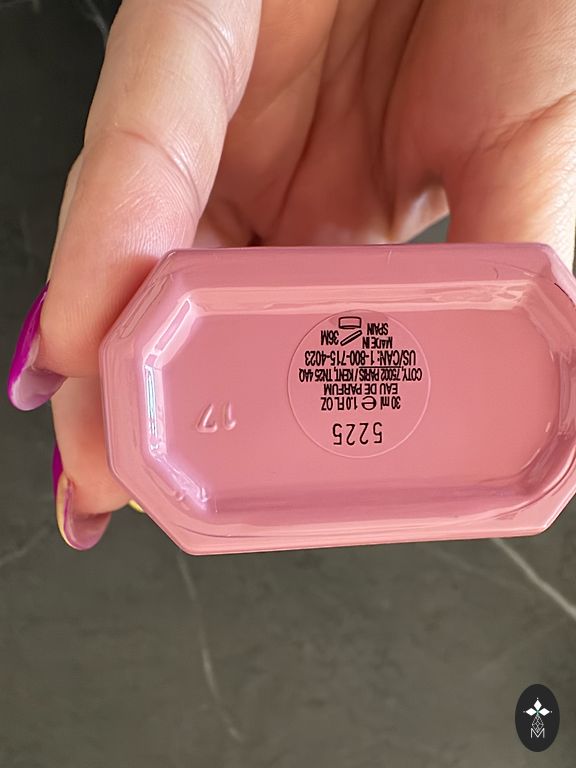 5225
30 ml ℮ 1.0 FL OZ
EAU DE PARFUM
COTY, 75002 PARIS / KENT, TN25 4AQ
US/CAN: 1-800-715-4023
MADE IN 36M
SPAIN
17
M